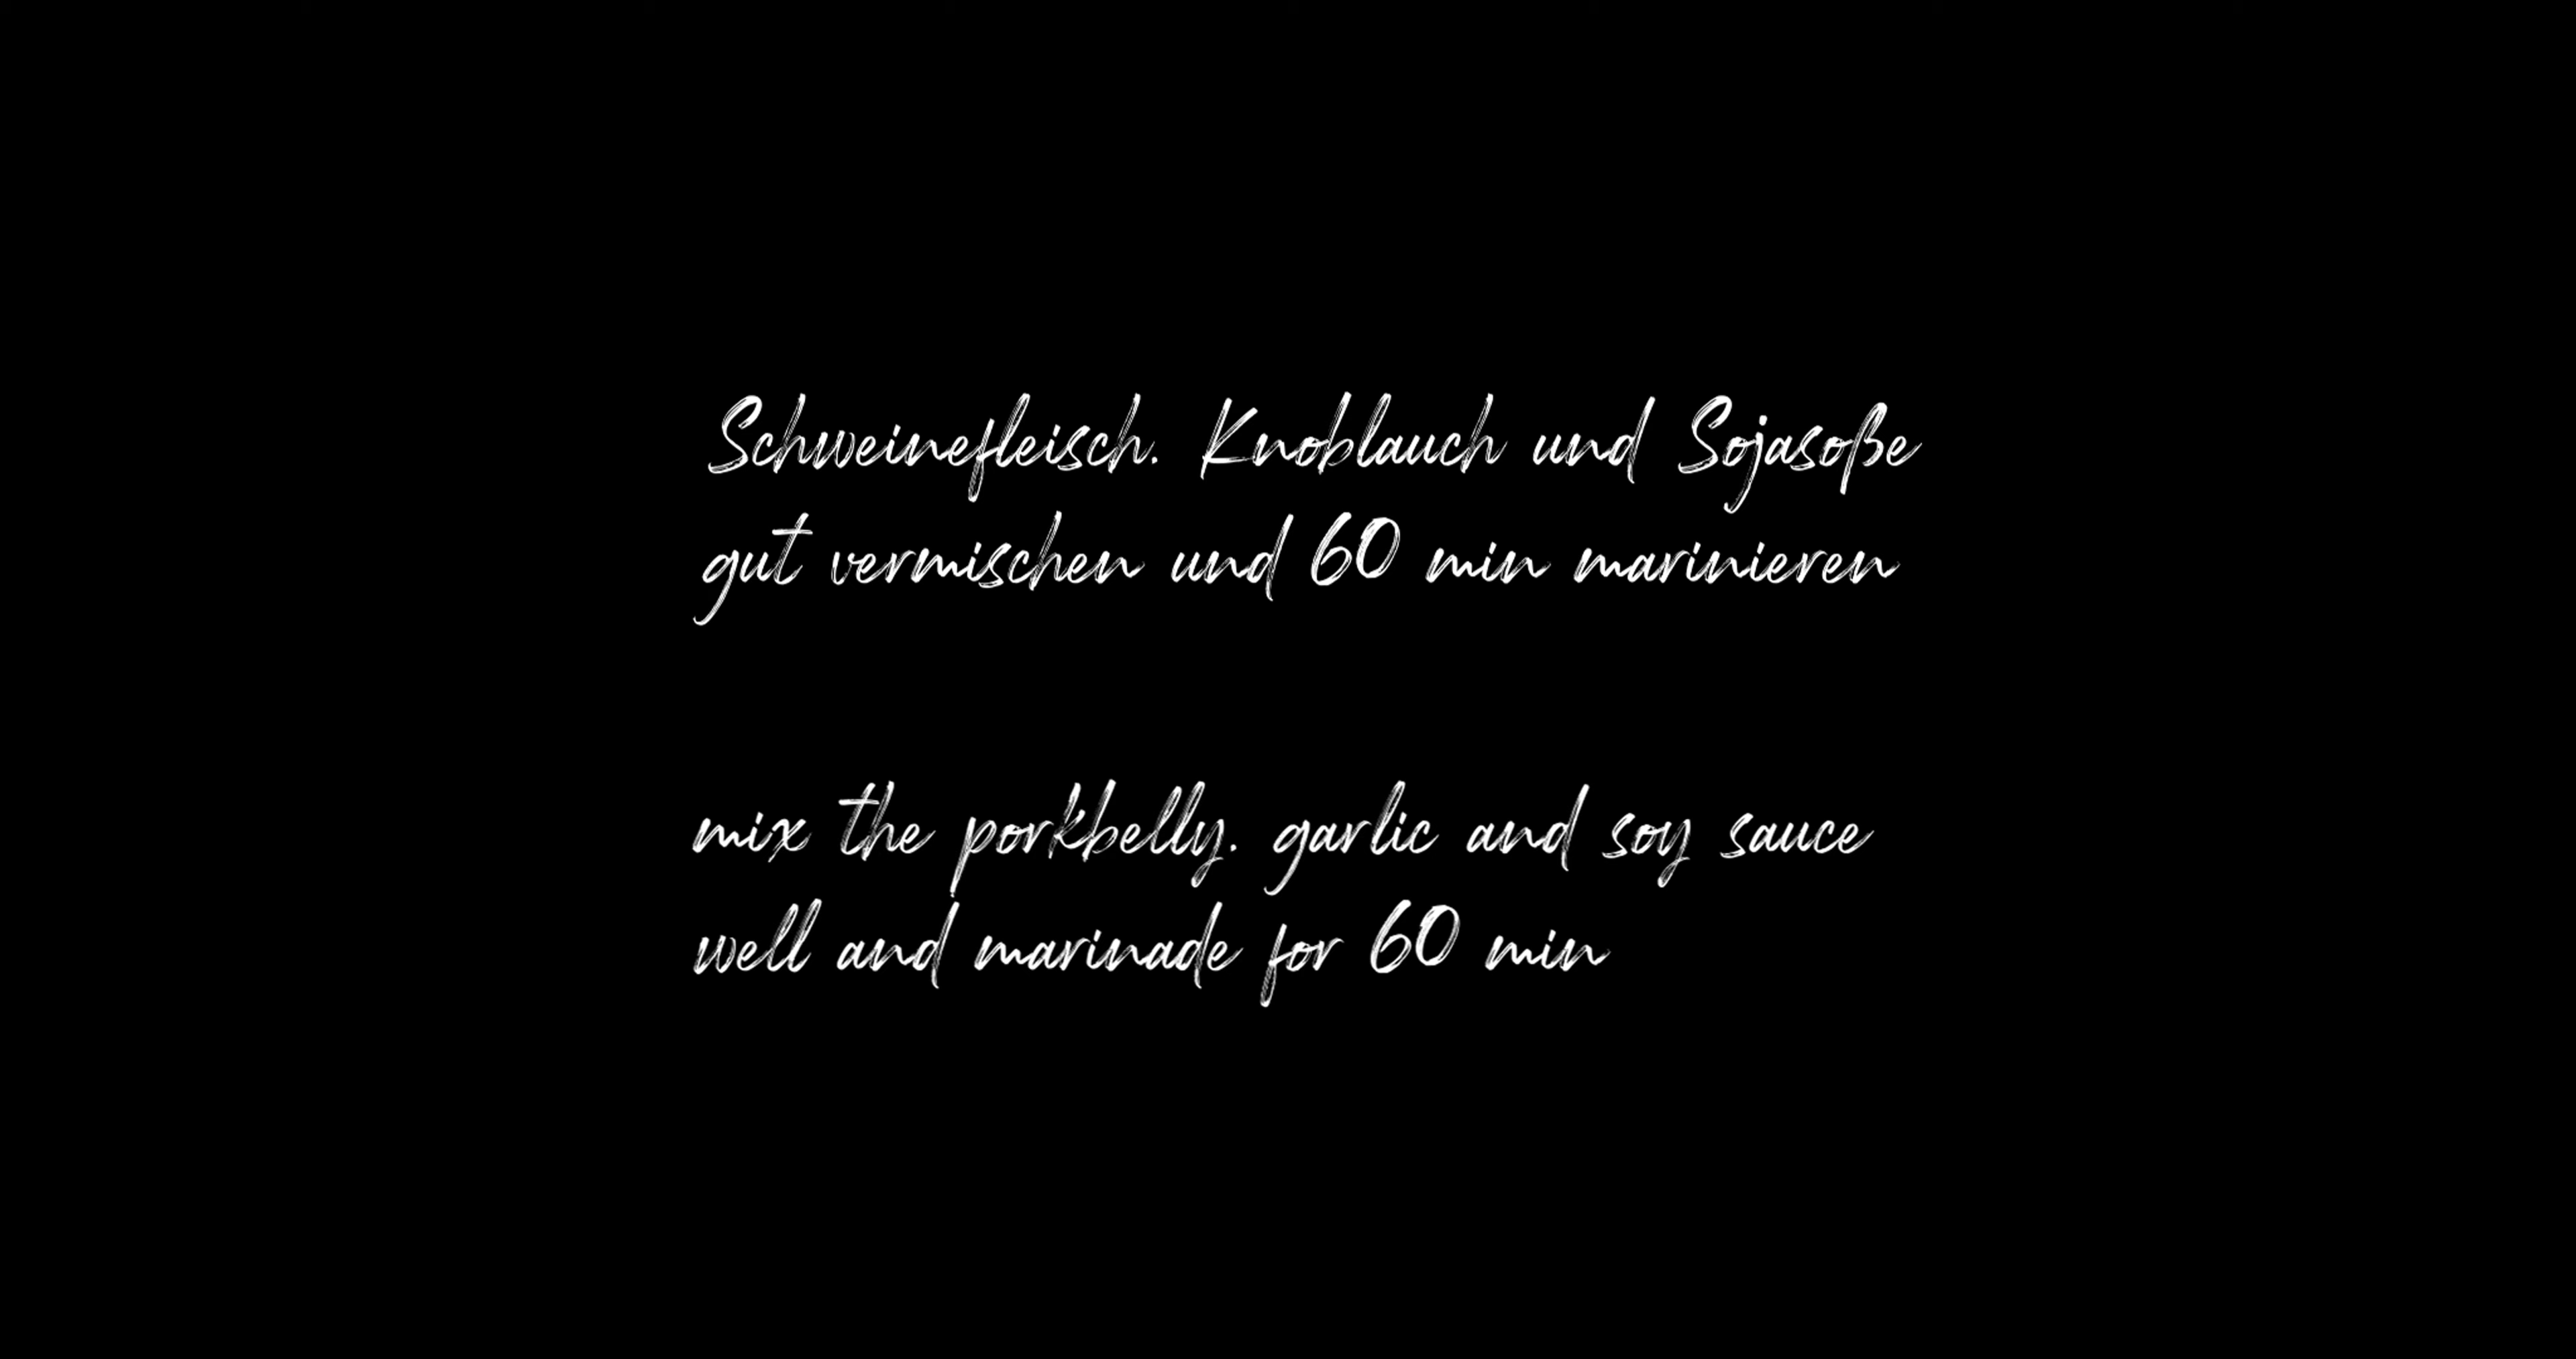 Schweinefleisch. Knoblauch und Sojasoße
gut vermischen und 60 min marinieren
mix the porkbelly. garlic and soy sauce
well and marinade for 60 min